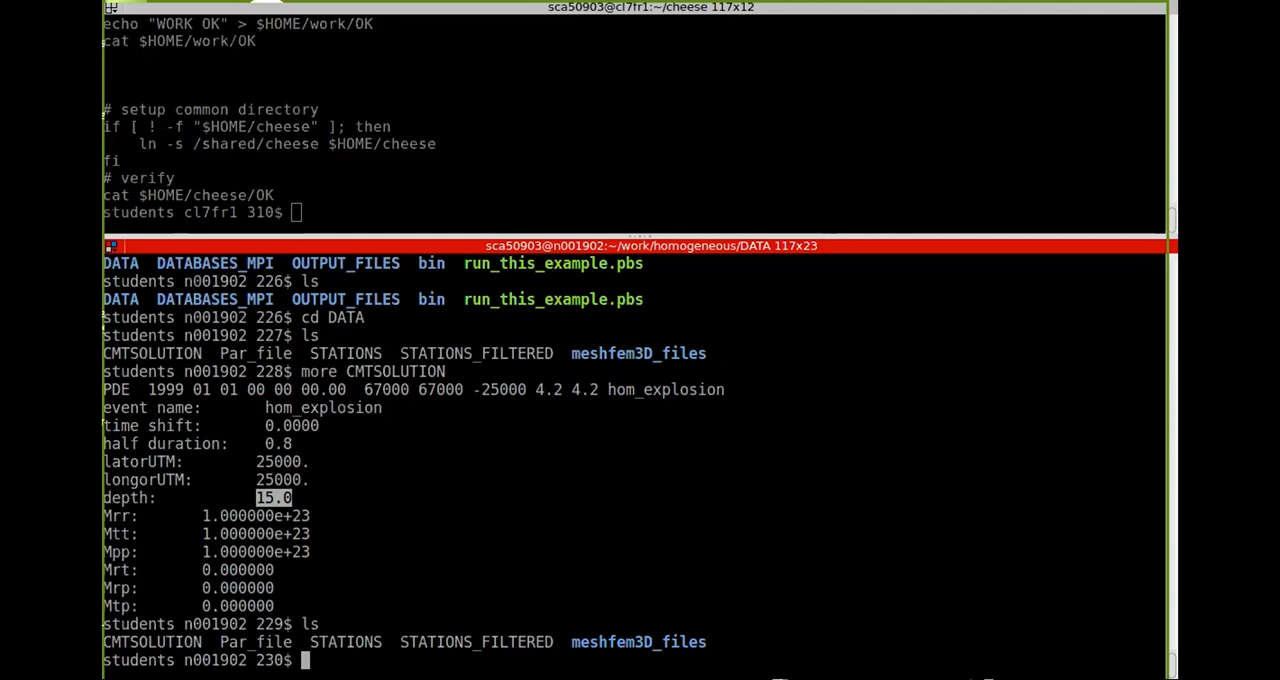 sca50903@cl7fr1:~/cheese 117x12
echo "WORK OK" > $HOME/work/OK
cat $HOME/work/OK
# setup common directory
if [ ! -f "$HOME/cheese" ]; then
    ln -s /shared/cheese $HOME/cheese
fi
# verify
cat $HOME/cheese/OK
students cl7fr1 310$
sca50903@n001902:~/work/homogeneous/DATA 117x23
DATA  DATABASES_MPI  OUTPUT_FILES  bin  run_this_example.pbs
students n001902 226$ ls
DATA  DATABASES_MPI  OUTPUT_FILES  bin  run_this_example.pbs
students n001902 226$ cd DATA
students n001902 227$ ls
CMTSOLUTION  Par_file  STATIONS  STATIONS_FILTERED  meshfem3D_files
students n001902 228$ more CMTSOLUTION
PDE  1999 01 01 00 00 00.00  67000 67000 -25000 4.2 4.2 hom_explosion
event name:       hom_explosion
time shift:       0.0000
half duration:    0.8
latorUTM:        25000.
longorUTM:       25000.
depth:           15.0
Mrr:       1.000000e+23
Mtt:       1.000000e+23
Mpp:       1.000000e+23
Mrt:       0.000000
Mrp:       0.000000
Mtp:       0.000000
students n001902 229$ ls
CMTSOLUTION  Par_file  STATIONS  STATIONS_FILTERED  meshfem3D_files
students n001902 230$